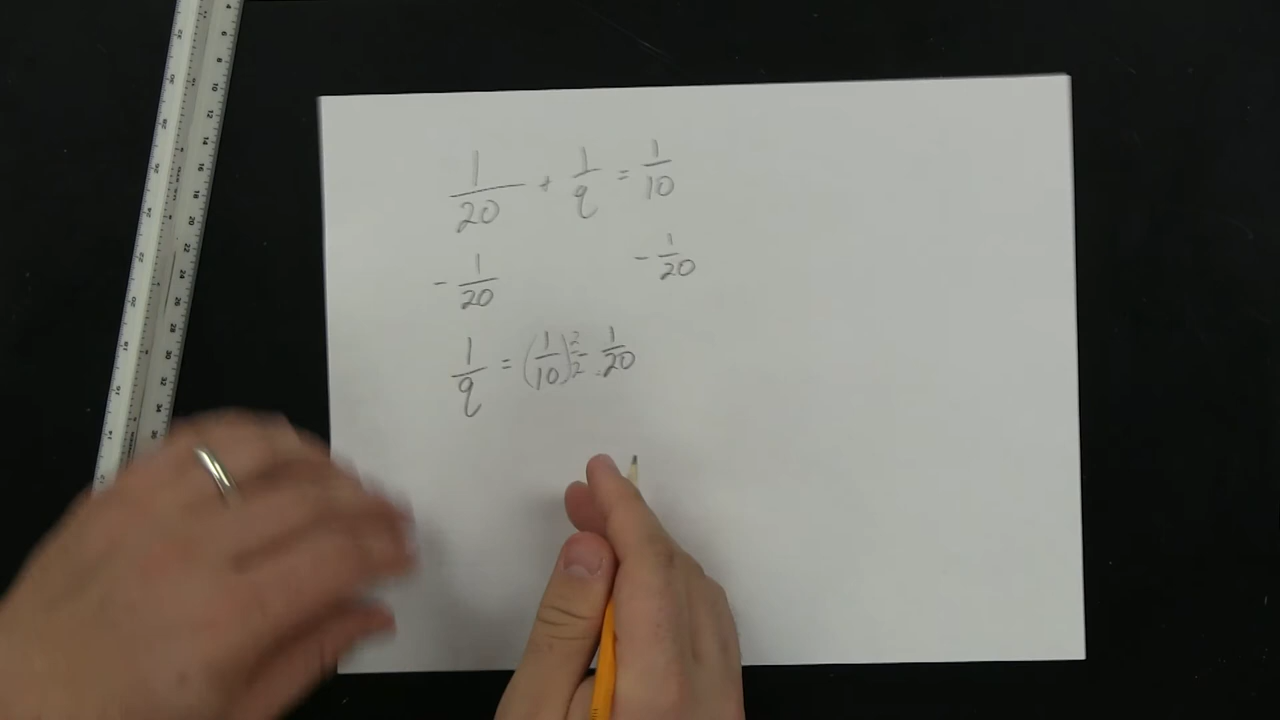 1/20 + 1/q = 1/10
- 1/20 - 1/20
1/q = (1/10) 2/2 - 1/20